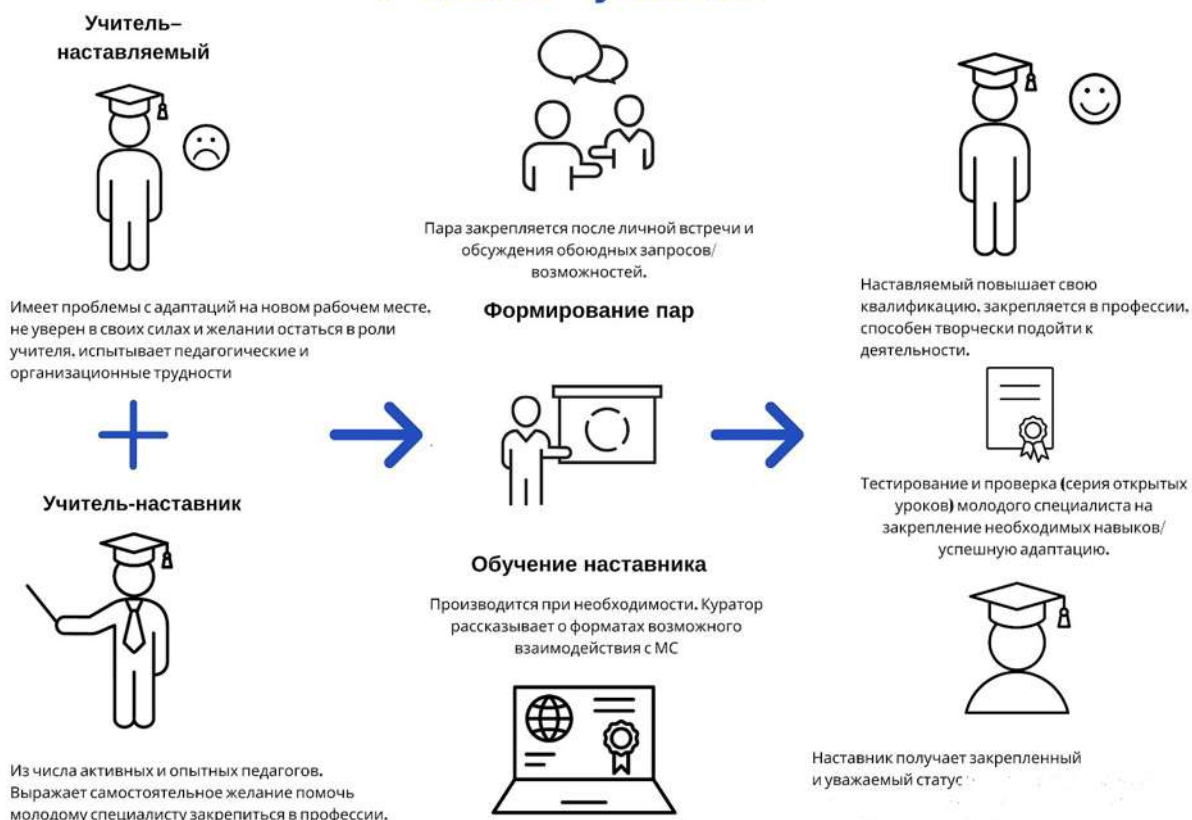 Учитель–
наставляемый
Имеет проблемы с адаптаций на новом рабочем месте,
не уверен в своих силах и желании остаться в роли
учителя, испытывает педагогические и
организационные трудности
Учитель-наставник
Из числа активных и опытных педагогов.
Выражает самостоятельное желание помочь
молодому специалисту закрепиться в профессии.
Пара закрепляется после личной встречи и
обсуждения обоюдных запросов/
возможностей.
Формирование пар
Обучение наставника
Производится при необходимости. Куратор
рассказывает о форматах возможного
взаимодействия с МС
Наставляемый повышает свою
квалификацию, закрепляется в профессии,
способен творчески подойти к
деятельности.
Тестирование и проверка (серия открытых
уроков) молодого специалиста на
закрепление необходимых навыков/
успешную адаптацию.
Наставник получает закрепленный
и уважаемый статус